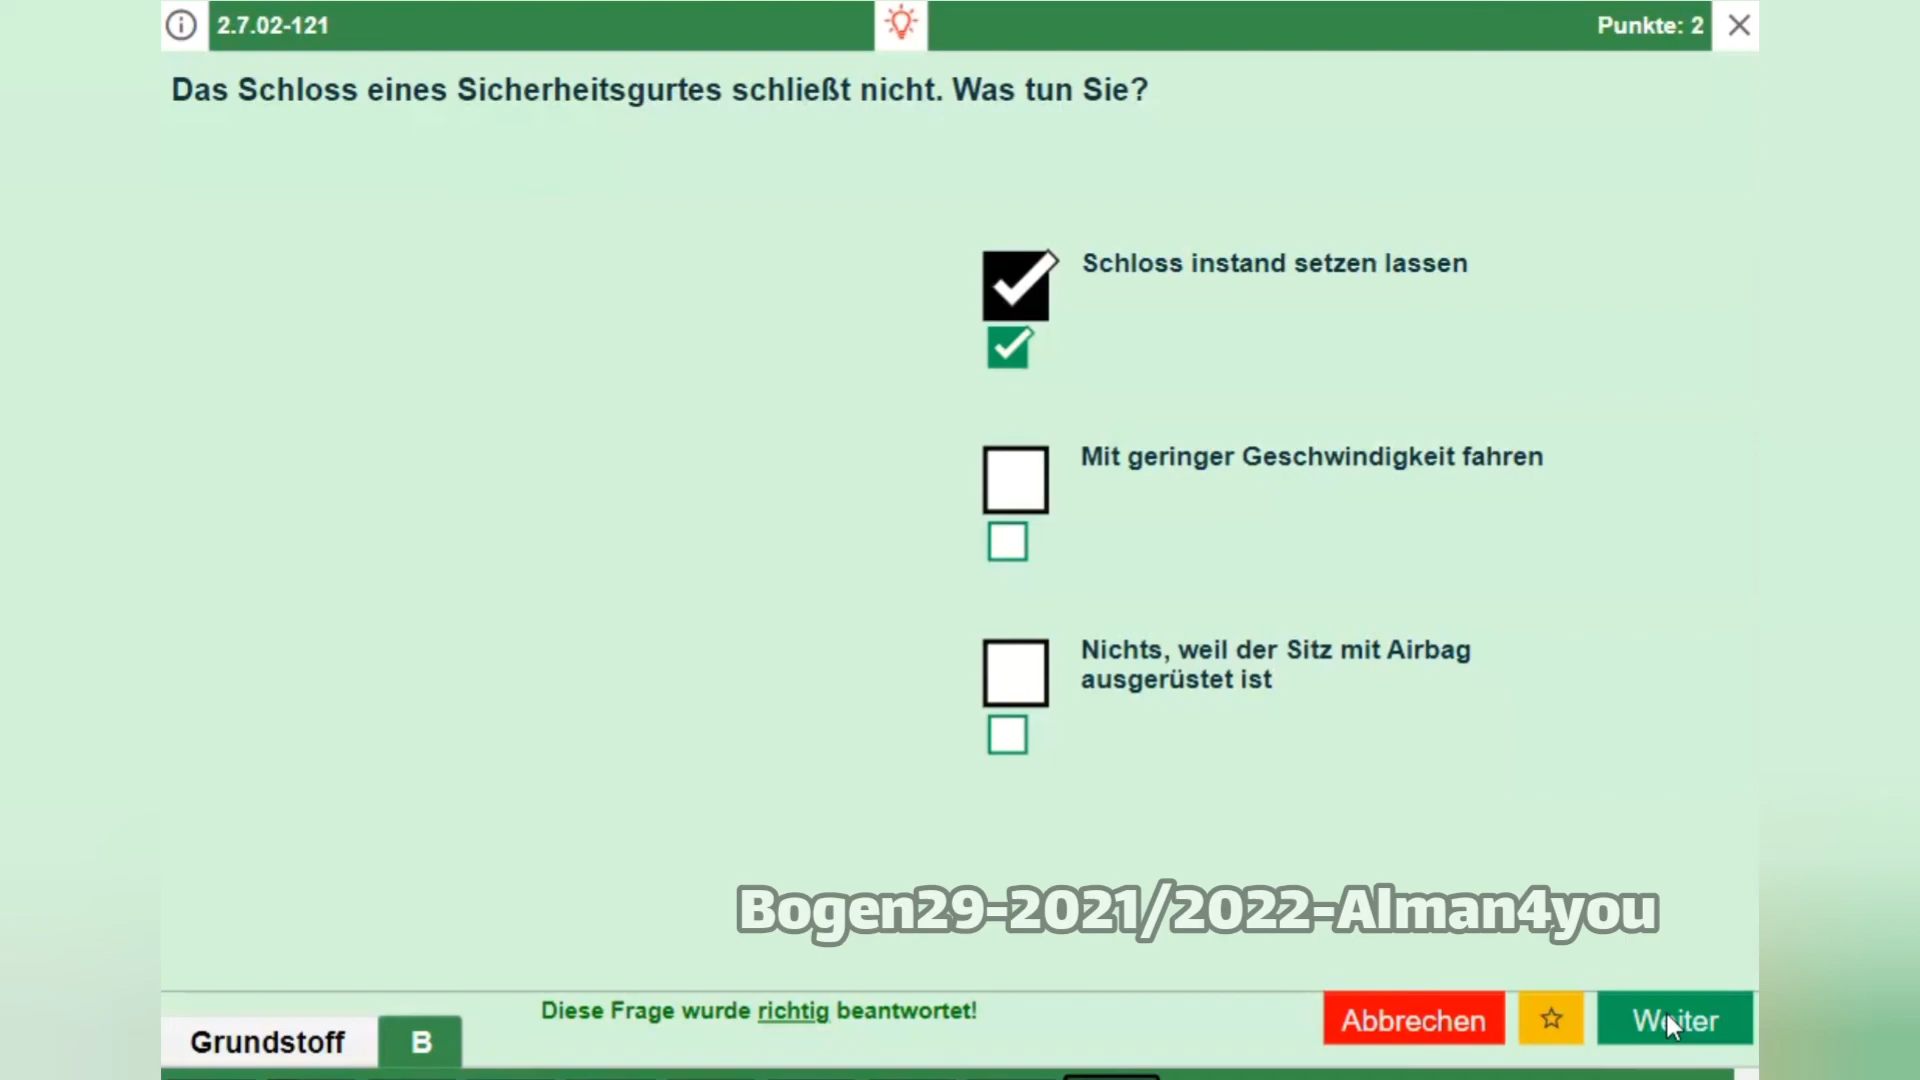 2.7.02-121
Punkte: 2
Das Schloss eines Sicherheitsgurtes schließt nicht. Was tun Sie?
Schloss instand setzen lassen
Mit geringer Geschwindigkeit fahren
Nichts, weil der Sitz mit Airbag
ausgerüstet ist
Bogen29-2021/2022-Alman4you
Diese Frage wurde richtig beantwortet!
Abbrechen
Weiter
Grundstoff
B